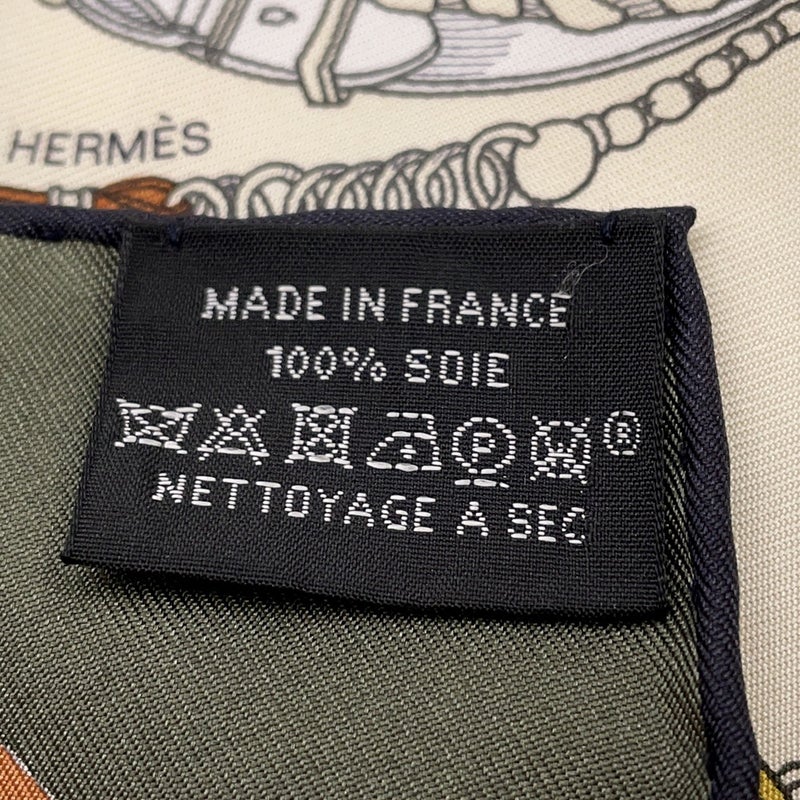 HERMÈS
MADE IN FRANCE
100% SOIE
P W ®
NETTOYAGE A SEC